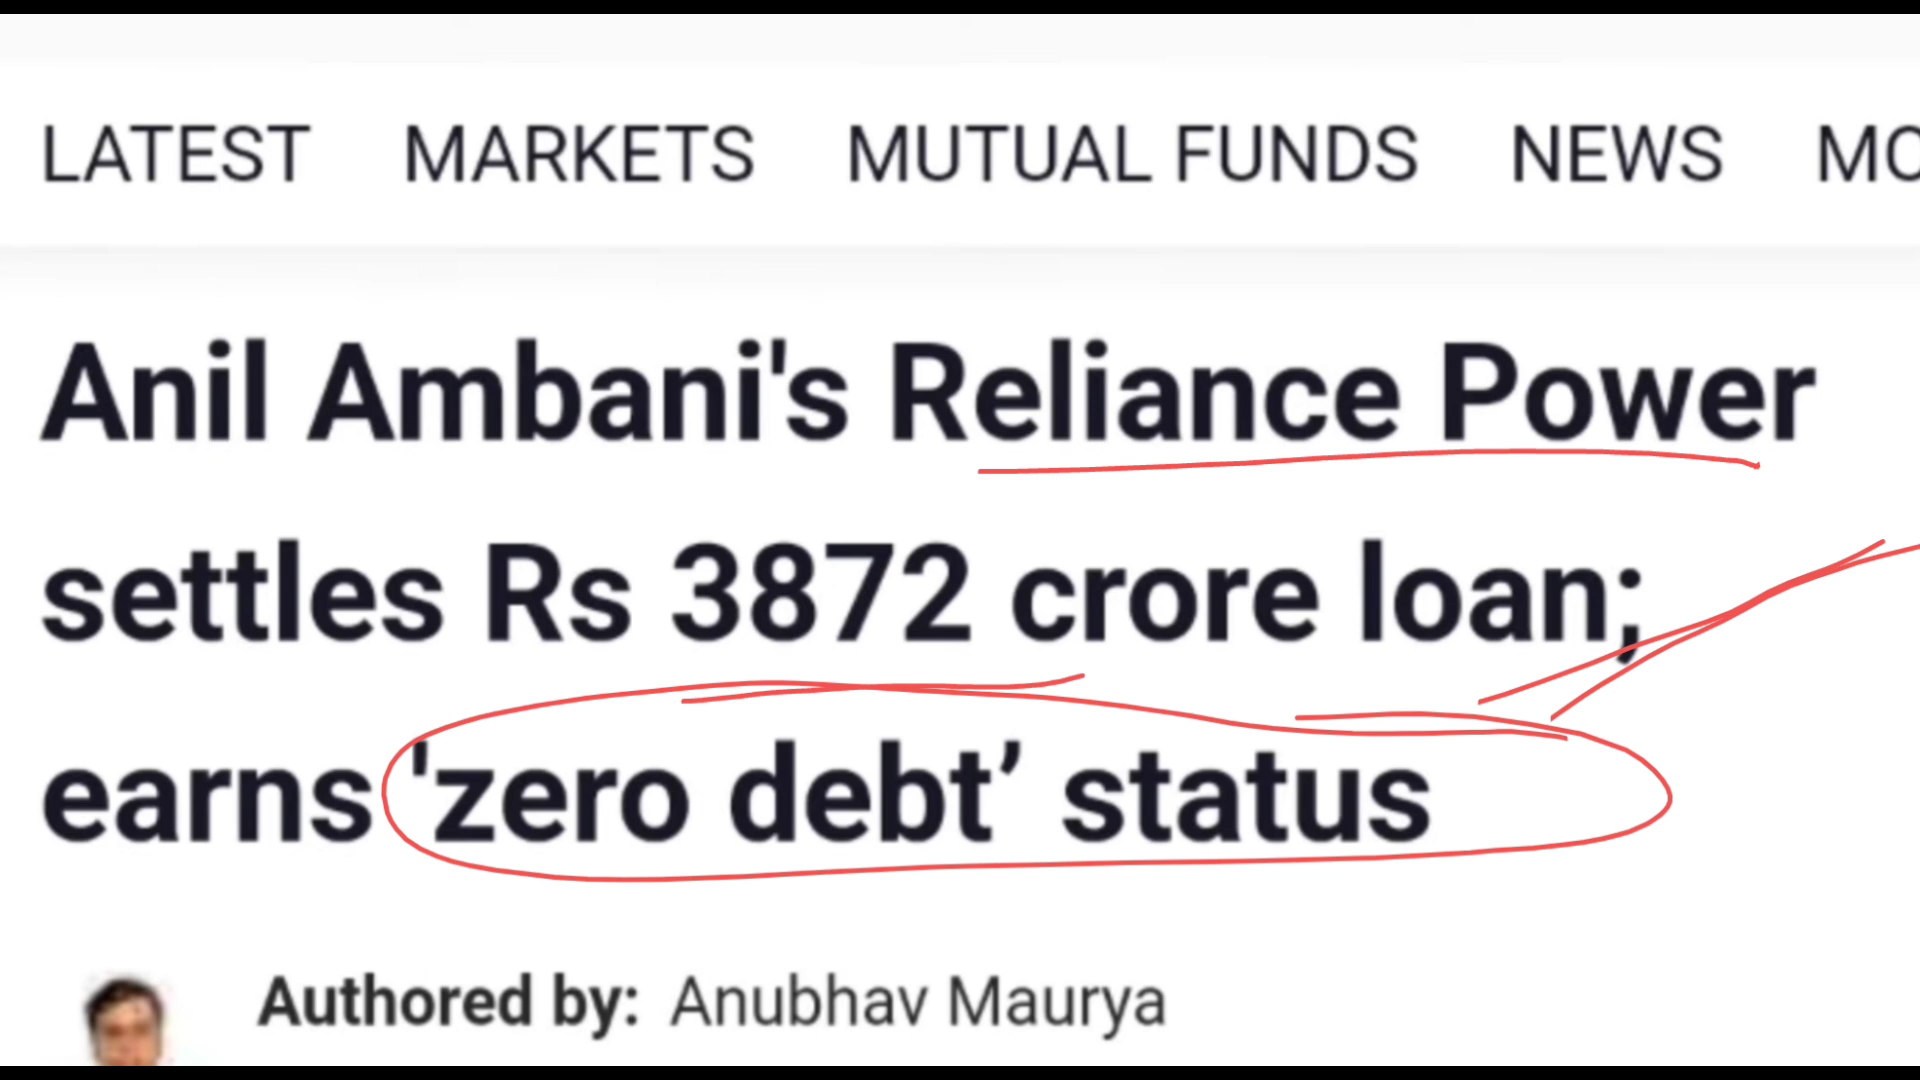 LATEST MARKETS MUTUAL FUNDS NEWS MO
Anil Ambani's Reliance Power
settles Rs 3872 crore loan;
earns 'zero debt’ status
Authored by: Anubhav Maurya